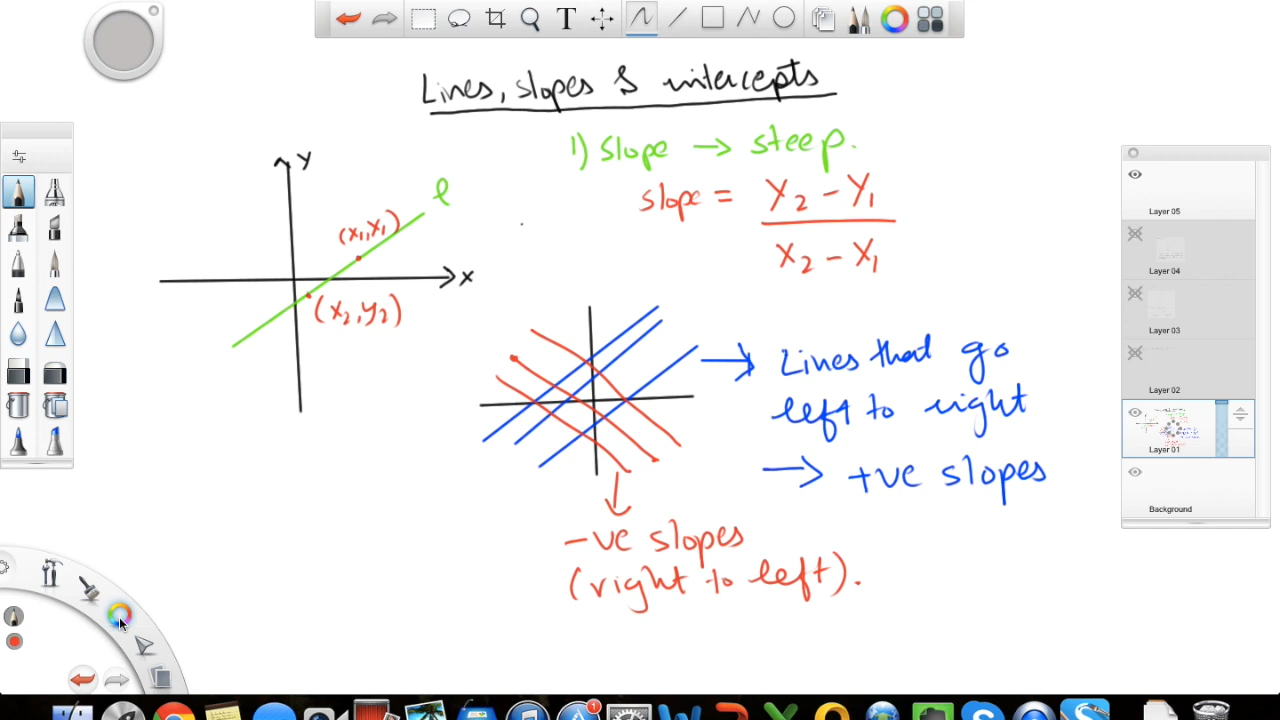 Lines, slopes & intercepts
1) Slope → steep.
slope = Y2 - Y1
X2 - X1
Y
l
(x1, x1)
X
(x2, y2)
→ Lines that go
left to right
→ +ve slopes
-ve slopes
(right to left).
T
Layer 05
Layer 04
Layer 03
Layer 02
Layer 01
Background
1